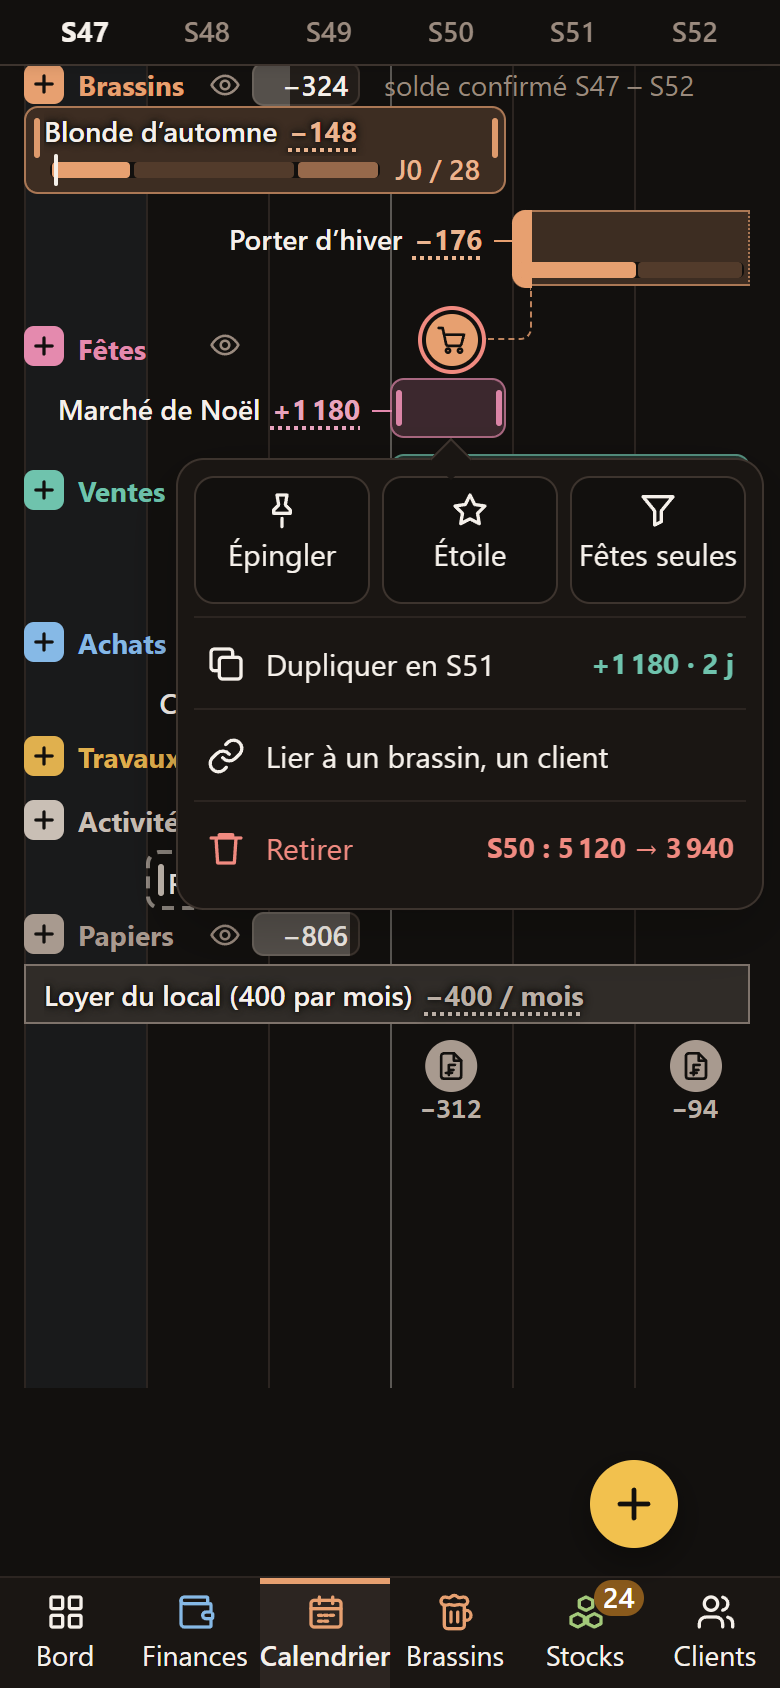 S47 S48 S49 S50 S51 S52
Brassins −324 solde confirmé S47 – S52
Blonde d’automne −148
J0 / 28
Porter d’hiver −176
Fêtes
Marché de Noël +1 180
Ventes
Épingler Étoile Fêtes seules
Achats
Dupliquer en S51 +1 180 · 2 j
C
Travaux
Lier à un brassin, un client
Activité
Retirer S50 : 5 120 → 3 940
Papiers −806
Loyer du local (400 par mois) −400 / mois
−312 −94
24
Bord Finances Calendrier Brassins Stocks Clients